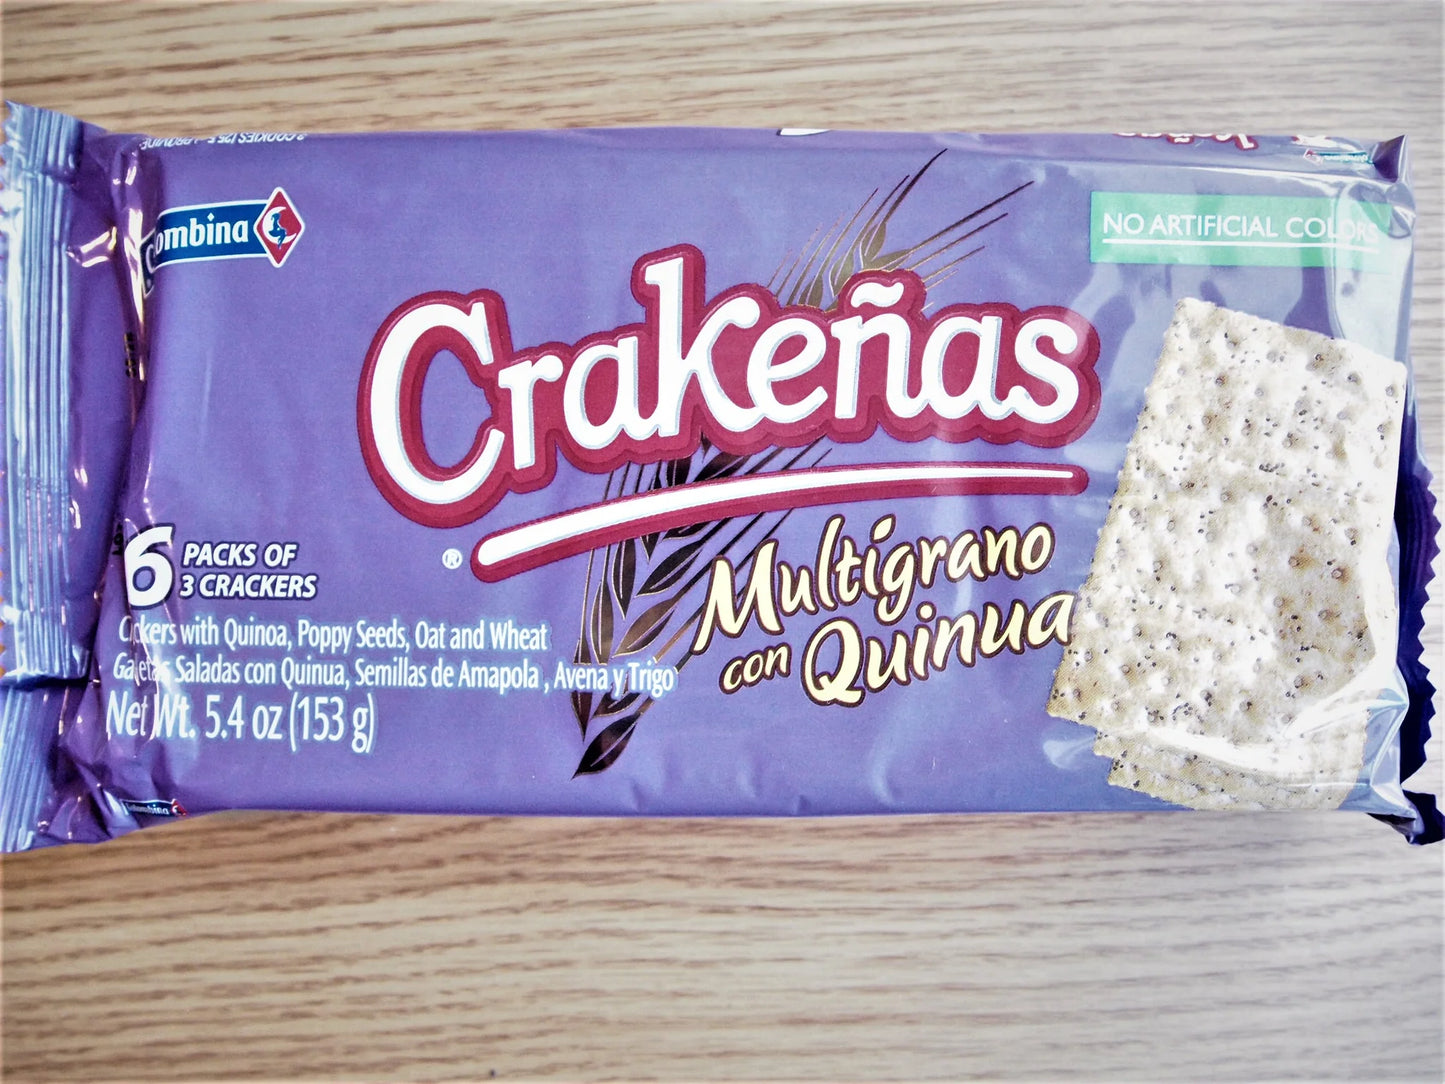 ombina
NO ARTIFICIAL COLORS
Crakeñas
®
Multigrano
con Quinua
6 PACKS OF
3 CRACKERS
Crackers with Quinoa, Poppy Seeds, Oat and Wheat
Galletas Saladas con Quinua, Semillas de Amapola , Avena y Trigo
Net Wt. 5.4 oz (153 g)